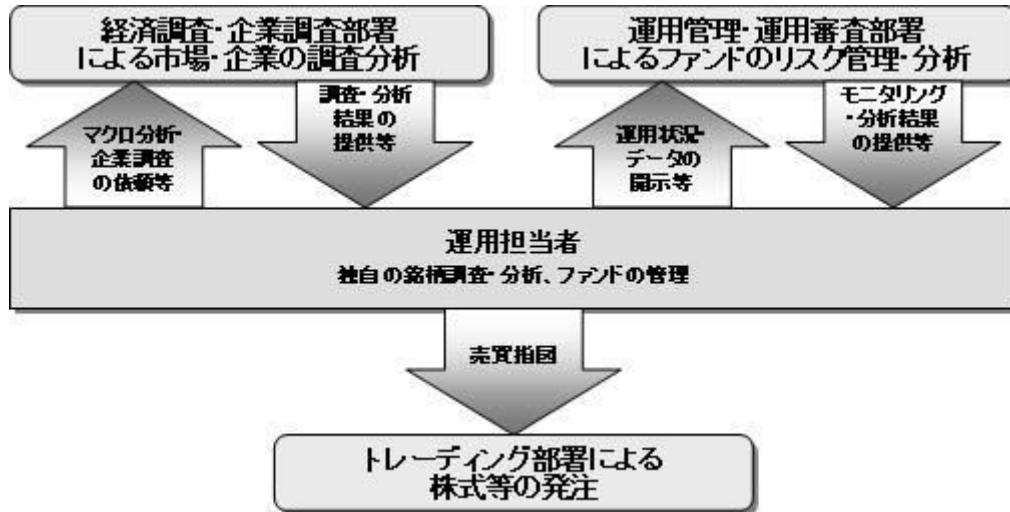 経済調査・企業調査部署
による市場・企業の調査分析
運用管理・運用審査部署
によるファンドのリスク管理・分析
マクロ分析・
企業調査
の依頼等
調査・分析
結果の
提供等
運用状況・
データの
開示等
モニタリング
・分析結果
の提供等
運用担当者
独自の銘柄調査・分析、ファンドの管理
売買指図
トレーディング部署による
株式等の発注